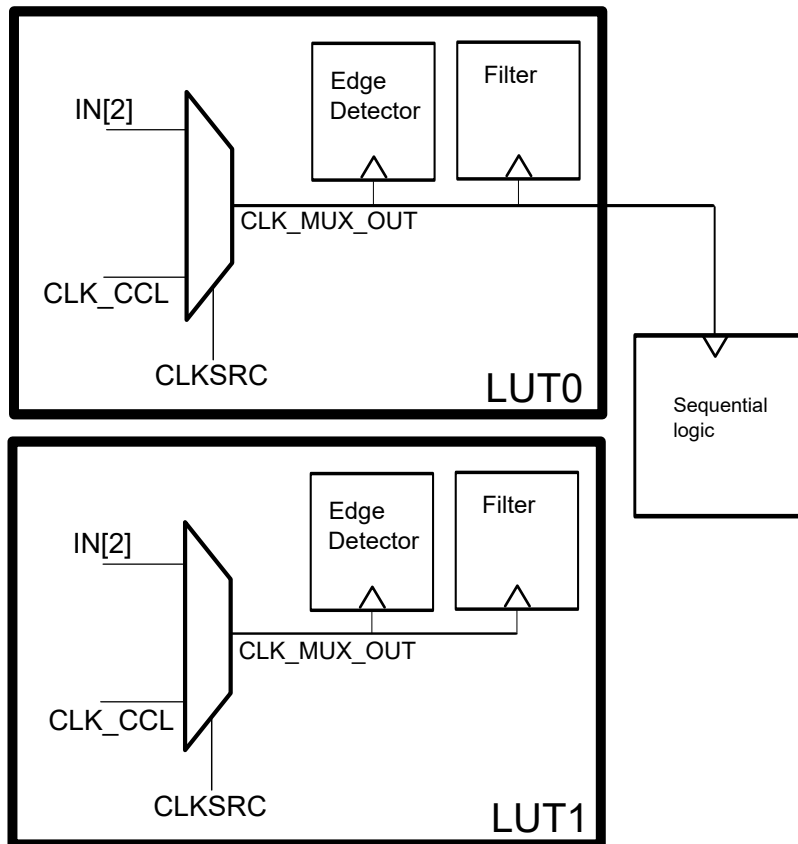 Edge
Detector
Filter
IN[2]
CLK_MUX_OUT
CLK_CCL
CLKSRC
LUT0
Sequential
logic
Edge
Detector
Filter
IN[2]
CLK_MUX_OUT
CLK_CCL
CLKSRC
LUT1